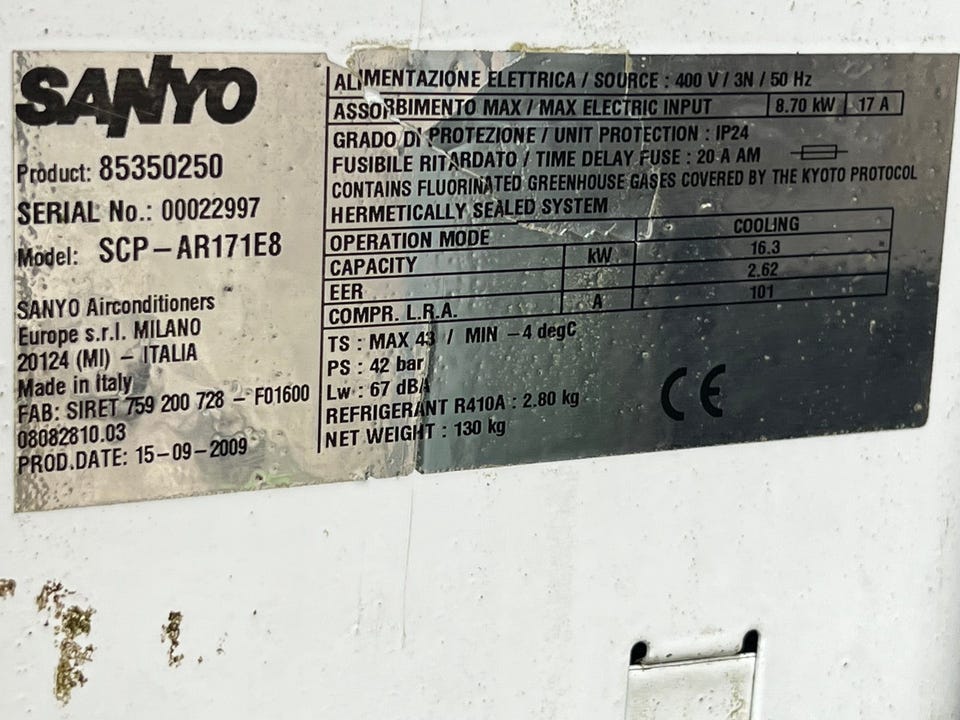 SANYO
Product: 85350250
SERIAL No.: 00022997
Model: SCP-AR171E8
SANYO Airconditioners
Europe s.r.l. MILANO
20124 (MI) - ITALIA
Made in Italy
FAB: SIRET 759 200 728 - F01600
08082810.03
PROD.DATE: 15-09-2009
ALIMENTAZIONE ELETTRICA / SOURCE : 400 V / 3N / 50 Hz
ASSORBIMENTO MAX / MAX ELECTRIC INPUT 8.70 kW 17 A
GRADO DI PROTEZIONE / UNIT PROTECTION : IP24
FUSIBILE RITARDATO / TIME DELAY FUSE : 20 A AM
CONTAINS FLUORINATED GREENHOUSE GASES COVERED BY THE KYOTO PROTOCOL
HERMETICALLY SEALED SYSTEM
OPERATION MODE COOLING
CAPACITY kW 16.3
EER 2.62
COMPR. L.R.A. A 101
TS : MAX 43 / MIN -4 degC
PS : 42 bar
Lw : 67 dBA
REFRIGERANT R410A : 2.80 kg
NET WEIGHT : 130 kg
CE